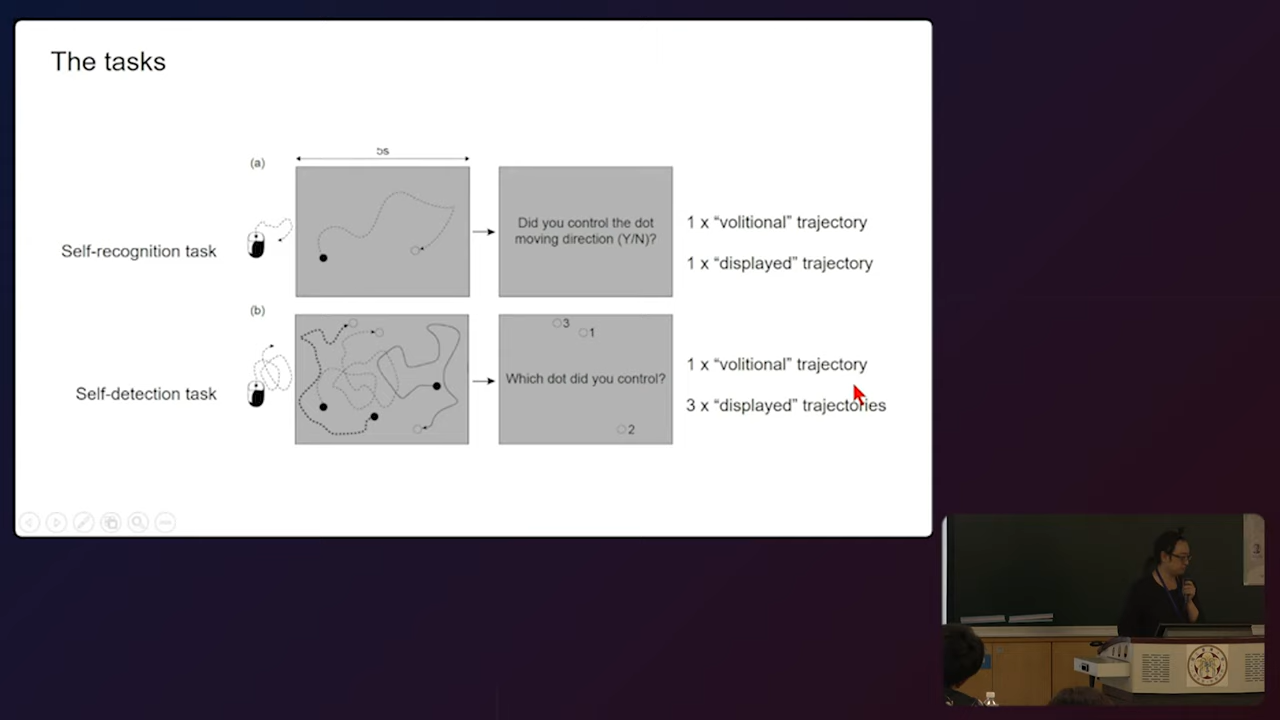 The tasks
5s
(a)
Self-recognition task
Did you control the dot
moving direction (Y/N)?
1 x “volitional” trajectory
1 x “displayed” trajectory
(b)
Self-detection task
3
1
Which dot did you control?
2
1 x “volitional” trajectory
3 x “displayed” trajectories